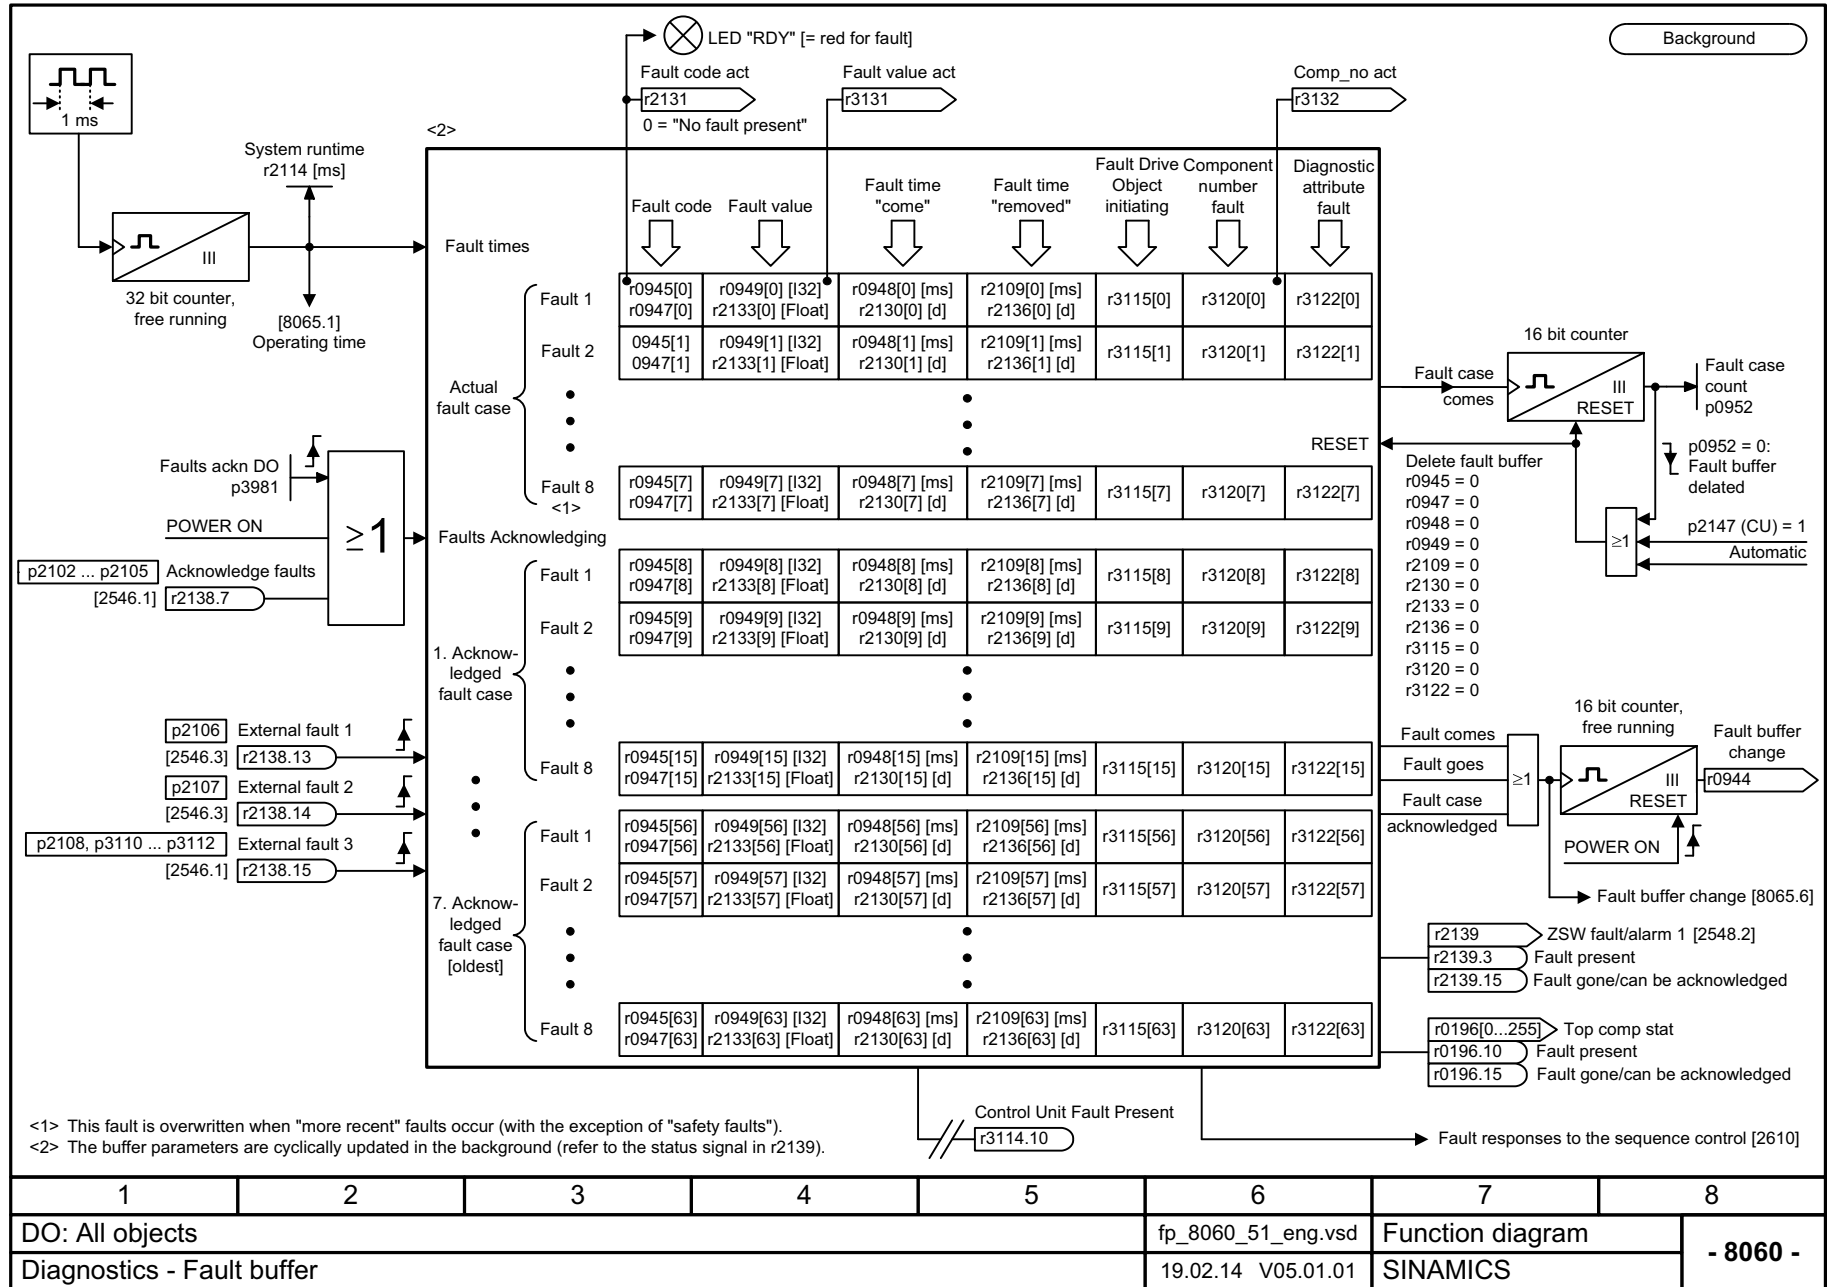 LED "RDY" [= red for fault]
Background
Fault code act
r2131
0 = "No fault present"
Fault value act
r3131
Comp_no act
r3132
1 ms
<2>
System runtime
r2114 [ms]
III
32 bit counter,
free running
[8065.1]
Operating time
Fault times
Fault code
Fault value
Fault time
"come"
Fault time
"removed"
Fault Drive
Object
initiating
Component
number
fault
Diagnostic
attribute
fault
Actual
fault case
Fault 1
r0945[0] r0949[0] [I32] r0948[0] [ms] r2109[0] [ms]
r0947[0] r2133[0] [Float] r2130[0] [d] r2136[0] [d]
r3115[0] r3120[0] r3122[0]
Fault 2
0945[1] r0949[1] [I32] r0948[1] [ms] r2109[1] [ms]
0947[1] r2133[1] [Float] r2130[1] [d] r2136[1] [d]
r3115[1] r3120[1] r3122[1]
Fault 8
<1>
r0945[7] r0949[7] [I32] r0948[7] [ms] r2109[7] [ms]
r0947[7] r2133[7] [Float] r2130[7] [d] r2136[7] [d]
r3115[7] r3120[7] r3122[7]
Faults ackn DO
p3981
POWER ON
≥1
p2102 ... p2105
Acknowledge faults
[2546.1]
r2138.7
Faults Acknowledging
1. Acknow-
ledged
fault case
Fault 1
r0945[8] r0949[8] [I32] r0948[8] [ms] r2109[8] [ms]
r0947[8] r2133[8] [Float] r2130[8] [d] r2136[8] [d]
r3115[8] r3120[8] r3122[8]
Fault 2
r0945[9] r0949[9] [I32] r0948[9] [ms] r2109[9] [ms]
r0947[9] r2133[9] [Float] r2130[9] [d] r2136[9] [d]
r3115[9] r3120[9] r3122[9]
Fault 8
r0945[15] r0949[15] [I32] r0948[15] [ms] r2109[15] [ms]
r0947[15] r2133[15] [Float] r2130[15] [d] r2136[15] [d]
r3115[15] r3120[15] r3122[15]
p2106
External fault 1
[2546.3]
r2138.13
p2107
External fault 2
[2546.3]
r2138.14
p2108, p3110 ... p3112
External fault 3
[2546.1]
r2138.15
7. Acknow-
ledged
fault case
[oldest]
Fault 1
r0945[56] r0949[56] [I32] r0948[56] [ms] r2109[56] [ms]
r0947[56] r2133[56] [Float] r2130[56] [d] r2136[56] [d]
r3115[56] r3120[56] r3122[56]
Fault 2
r0945[57] r0949[57] [I32] r0948[57] [ms] r2109[57] [ms]
r0947[57] r2133[57] [Float] r2130[57] [d] r2136[57] [d]
r3115[57] r3120[57] r3122[57]
Fault 8
r0945[63] r0949[63] [I32] r0948[63] [ms] r2109[63] [ms]
r0947[63] r2133[63] [Float] r2130[63] [d] r2136[63] [d]
r3115[63] r3120[63] r3122[63]
16 bit counter
Fault case
comes
III
RESET
Fault case
count
p0952
RESET
p0952 = 0:
Fault buffer
delated
p2147 (CU) = 1
Automatic
≥1
Delete fault buffer
r0945 = 0
r0947 = 0
r0948 = 0
r0949 = 0
r2109 = 0
r2130 = 0
r2133 = 0
r2136 = 0
r3115 = 0
r3120 = 0
r3122 = 0
16 bit counter,
free running
Fault comes
Fault goes
Fault case
acknowledged
≥1
III
RESET
Fault buffer
change
r0944
POWER ON
Fault buffer change [8065.6]
r2139
ZSW fault/alarm 1 [2548.2]
r2139.3
Fault present
r2139.15
Fault gone/can be acknowledged
r0196[0...255]
Top comp stat
r0196.10
Fault present
r0196.15
Fault gone/can be acknowledged
Control Unit Fault Present
r3114.10
Fault responses to the sequence control [2610]
<1> This fault is overwritten when "more recent" faults occur (with the exception of "safety faults").
<2> The buffer parameters are cyclically updated in the background (refer to the status signal in r2139).
1 2 3 4 5 6 7 8
DO: All objects
fp_8060_51_eng.vsd
Function diagram
- 8060 -
Diagnostics - Fault buffer
19.02.14 V05.01.01
SINAMICS